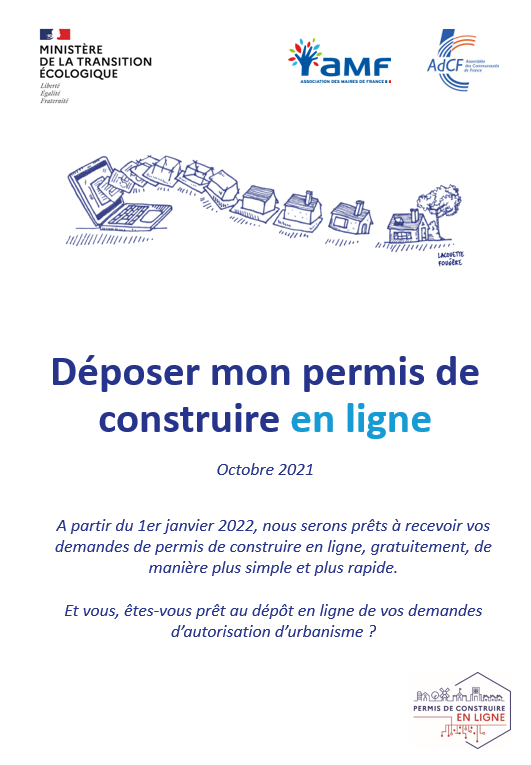 MINISTÈRE
DE LA TRANSITION
ÉCOLOGIQUE
Liberté
Égalité
Fraternité
AMF
ASSOCIATION DES MAIRES DE FRANCE
AdCF
Assemblée
des Communautés
de France
LACOUETTE
FOUGÈRE
Déposer mon permis de
construire en ligne
Octobre 2021
A partir du 1er janvier 2022, nous serons prêts à recevoir vos
demandes de permis de construire en ligne, gratuitement, de
manière plus simple et plus rapide.
Et vous, êtes-vous prêt au dépôt en ligne de vos demandes
d’autorisation d’urbanisme ?
PERMIS DE CONSTRUIRE
EN LIGNE